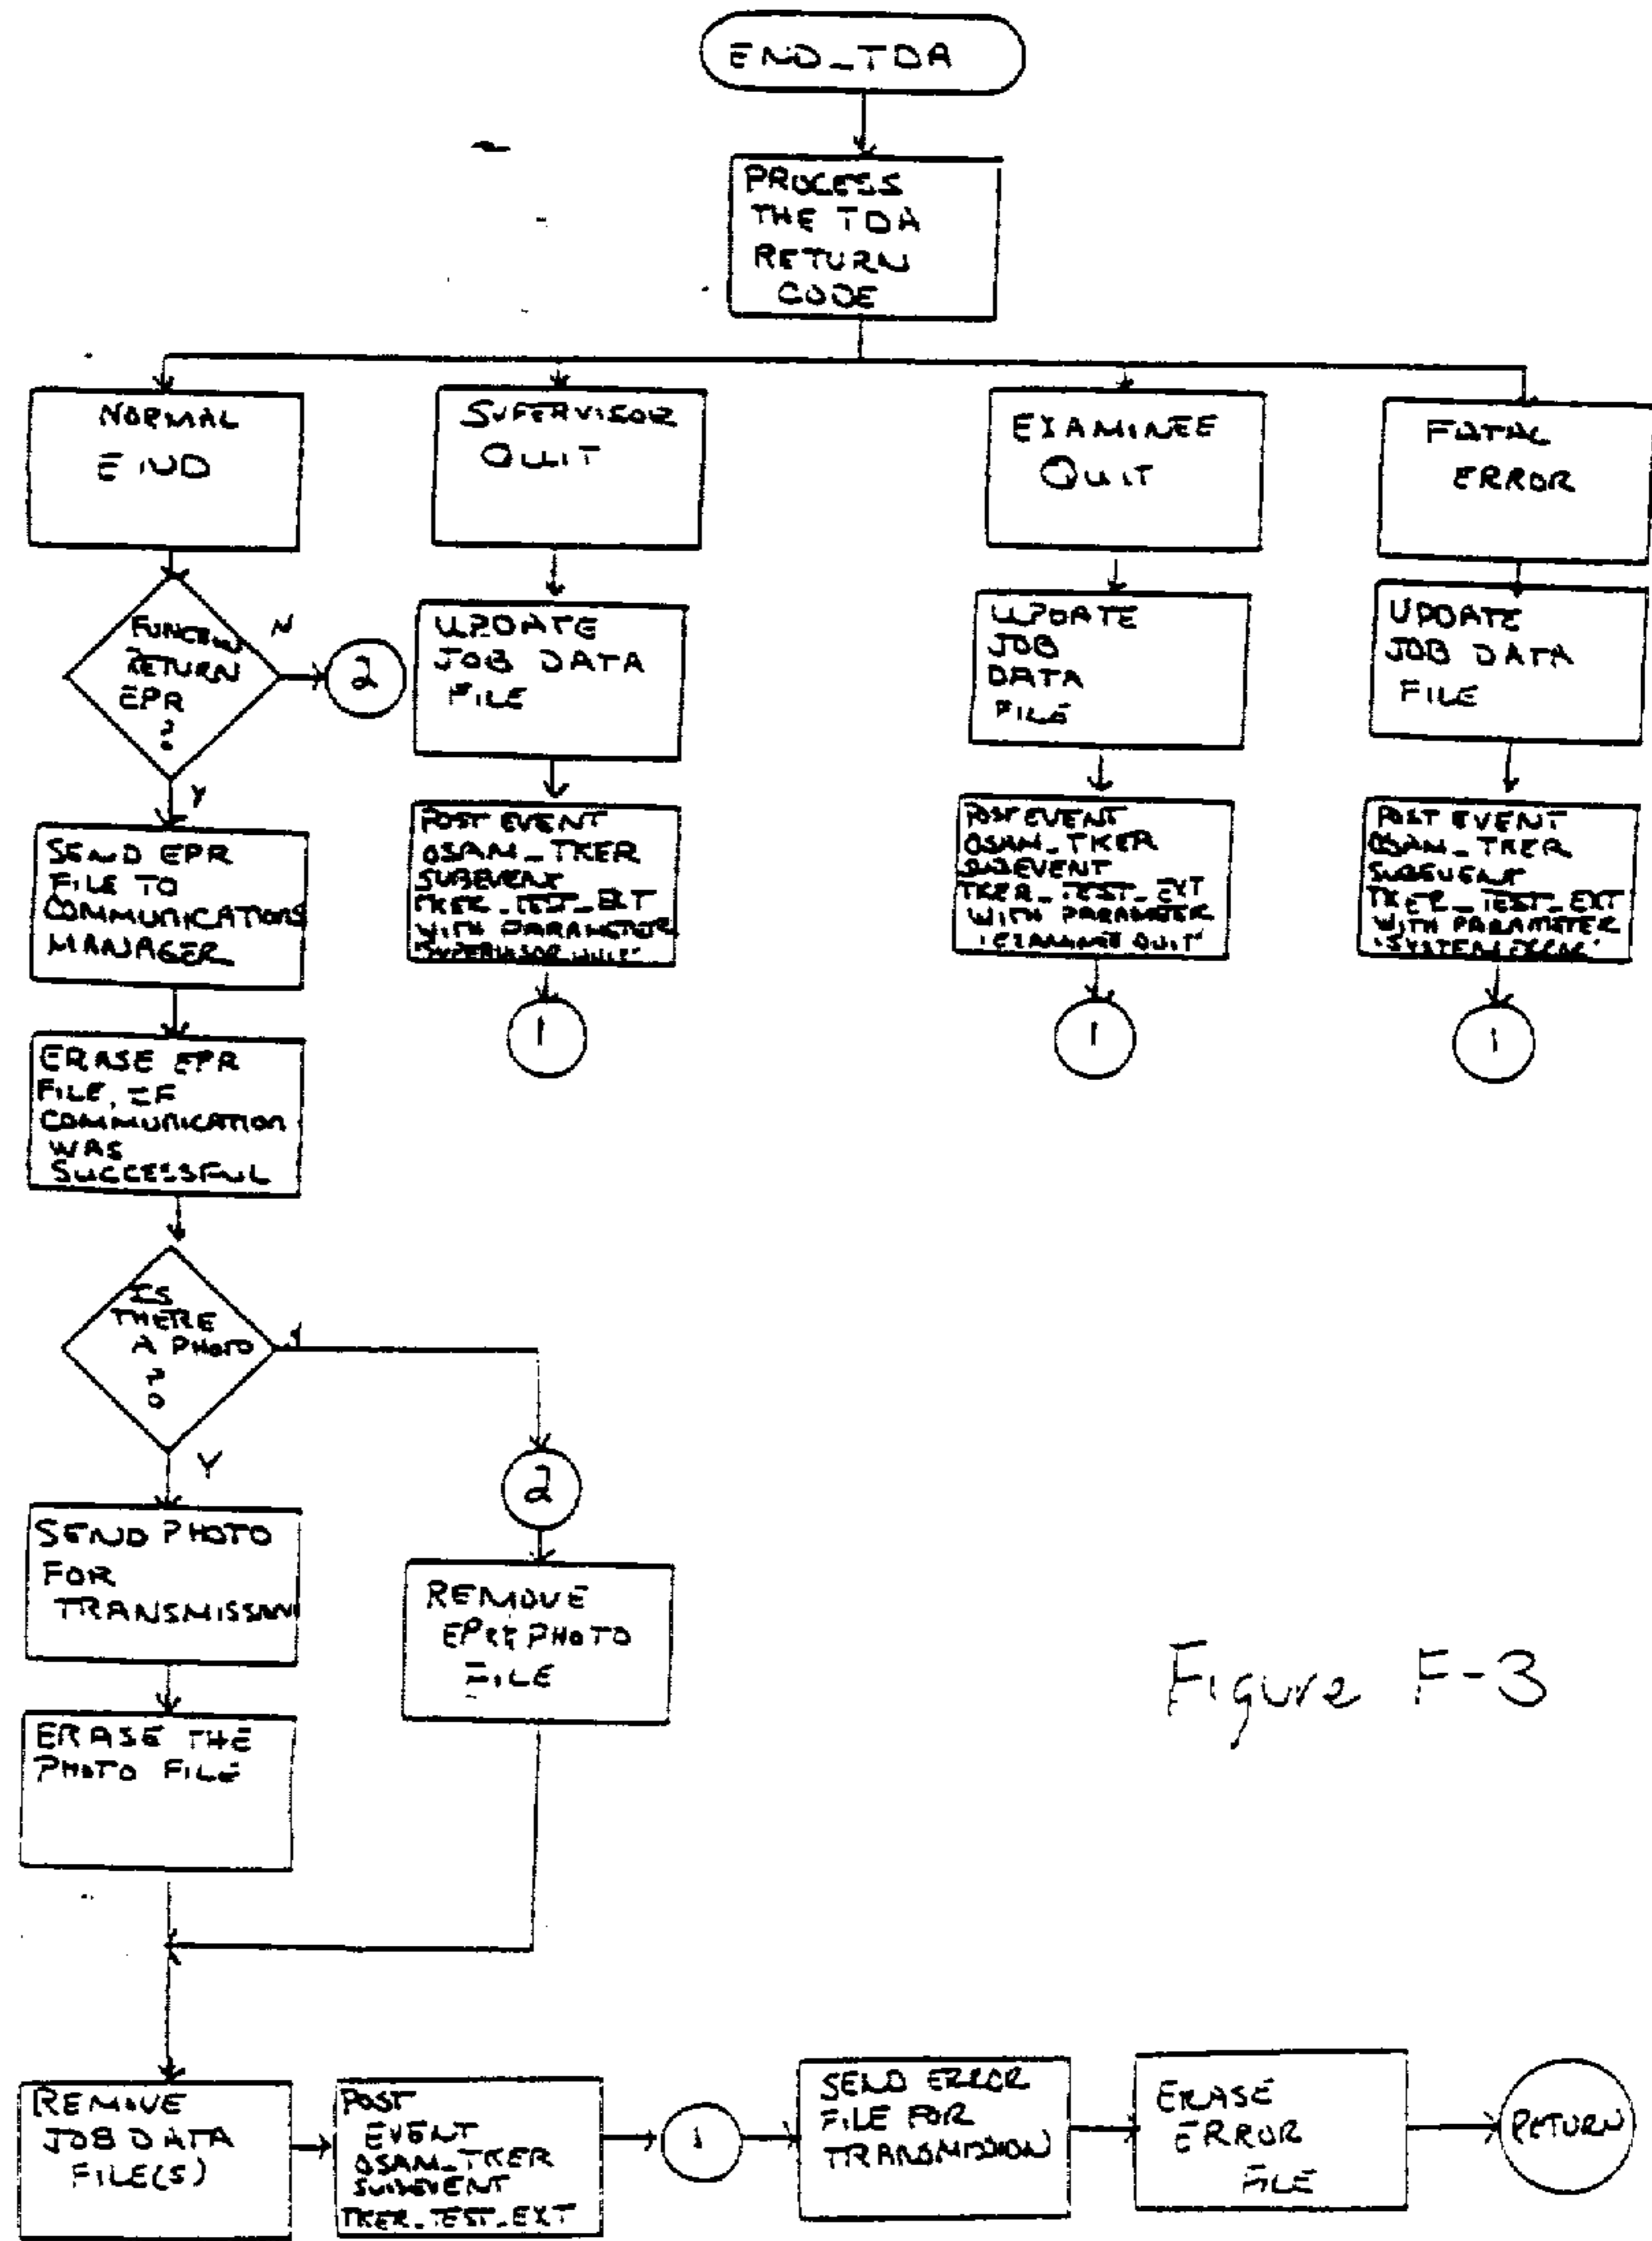 END_TDA
PROCESS
THE TDA
RETURN
CODE
NORMAL
END
SUPERVISOR
QUIT
EXAMINEE
QUIT
FATAL
ERROR
RETURN
EPR
?
N
2
Y
UPDATE
JOB DATA
FILE
UPDATE
JOB
DATA
FILE
UPDATE
JOB DATA
FILE
SEND EPR
FILE TO
COMMUNICATIONS
MANAGER
POST EVENT
OSAM_TKER
SUBEVENT
TKER_TEST_EXT
WITH PARAMETER
POST EVENT
OSAM_TKER
SUBEVENT
TKER_TEST_EXT
WITH PARAMETER
'EXAMINEE QUIT'
POST EVENT
OSAM_TKER
SUBEVENT
TKER_TEST_EXT
WITH PARAMETER
'SYSTEM ERROR'
1
1
1
ERASE EPR
FILE, IF
COMMUNICATION
WAS
SUCCESSFUL
IS
THERE
A PHOTO
?
Y
2
SEND PHOTO
FOR
TRANSMISSION
REMOVE
PHOTO
FILE
ERASE THE
PHOTO FILE
Figure F-3
REMOVE
JOB DATA
FILE(S)
POST
EVENT
OSAM_TKER
SUBEVENT
TKER_TEST_EXT
1
SEND ERROR
FILE FOR
TRANSMISSION
ERASE
ERROR
FILE
RETURN